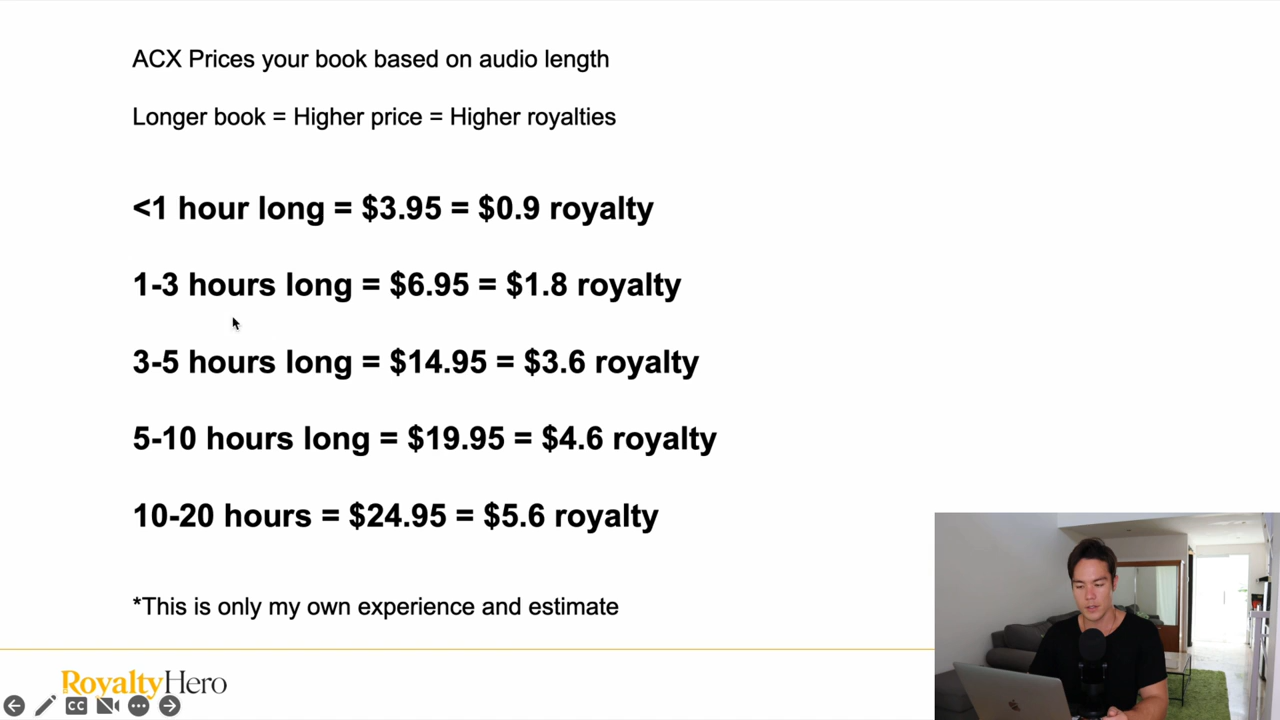 ACX Prices your book based on audio length
Longer book = Higher price = Higher royalties
<1 hour long = $3.95 = $0.9 royalty
1-3 hours long = $6.95 = $1.8 royalty
3-5 hours long = $14.95 = $3.6 royalty
5-10 hours long = $19.95 = $4.6 royalty
10-20 hours = $24.95 = $5.6 royalty
*This is only my own experience and estimate
RoyaltyHero
CC